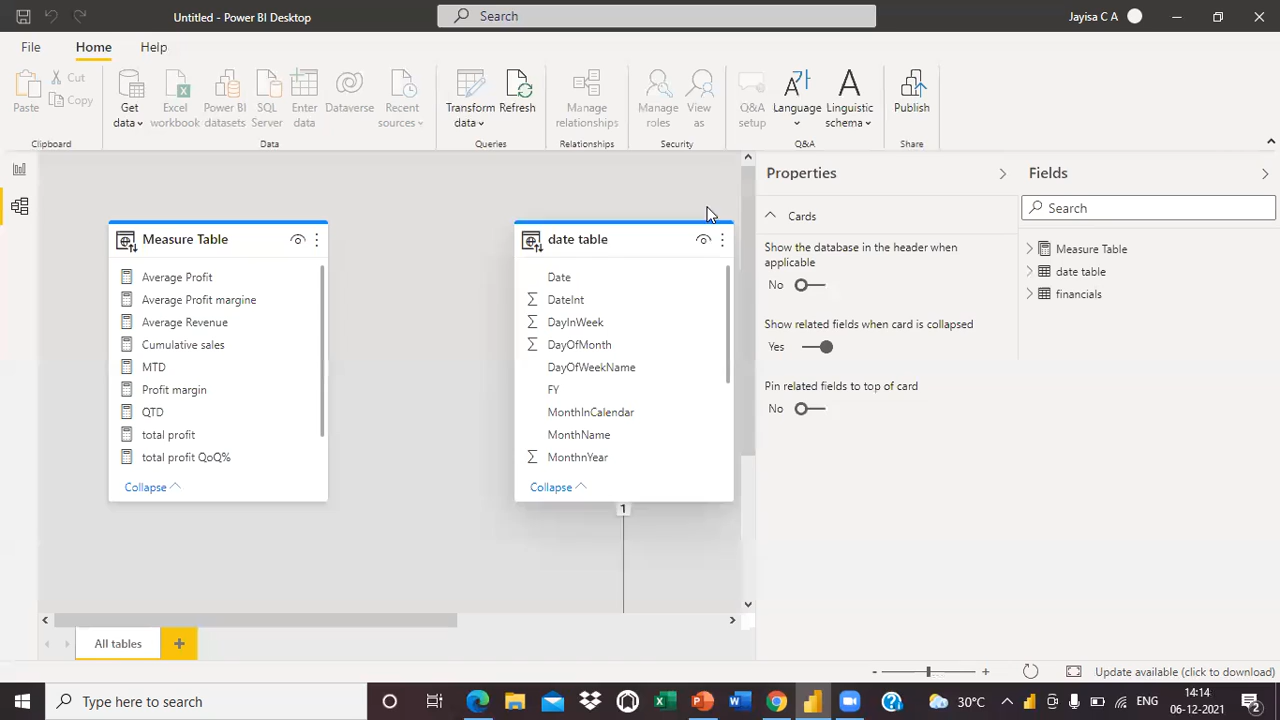 Untitled - Power BI Desktop
Search
Jayisa C A
File
Home
Help
Paste
Cut
Copy
Get data
Excel workbook
Power BI datasets
SQL Server
Enter data
Dataverse
Recent sources
Transform data
Refresh
Manage relationships
Manage roles
View as
Q&A setup
Language
Linguistic schema
Publish
Clipboard
Data
Queries
Relationships
Security
Q&A
Share
Measure Table
Average Profit
Average Profit margine
Average Revenue
Cumulative sales
MTD
Profit margin
QTD
total profit
total profit QoQ%
Collapse
date table
Date
DateInt
DayInWeek
DayOfMonth
DayOfWeekName
FY
MonthInCalendar
MonthName
MonthnYear
Collapse
1
Properties
Cards
Show the database in the header when applicable
No
Show related fields when card is collapsed
Yes
Pin related fields to top of card
No
Fields
Search
Measure Table
date table
financials
All tables
Update available (click to download)
Type here to search
30°C
ENG
14:14
06-12-2021
2